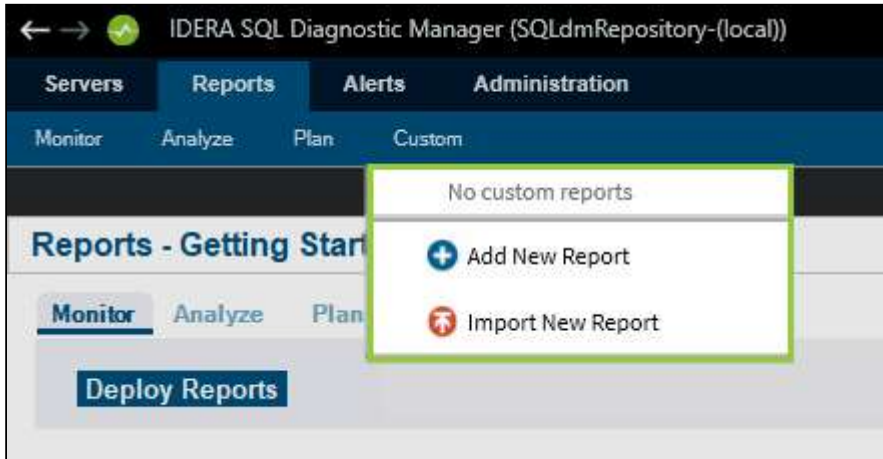 IDERA SQL Diagnostic Manager (SQLdmRepository-(local))
Servers Reports Alerts Administration
Monitor Analyze Plan Custom
No custom reports
Reports - Getting Start
Add New Report
Monitor Analyze Plan
Import New Report
Deploy Reports